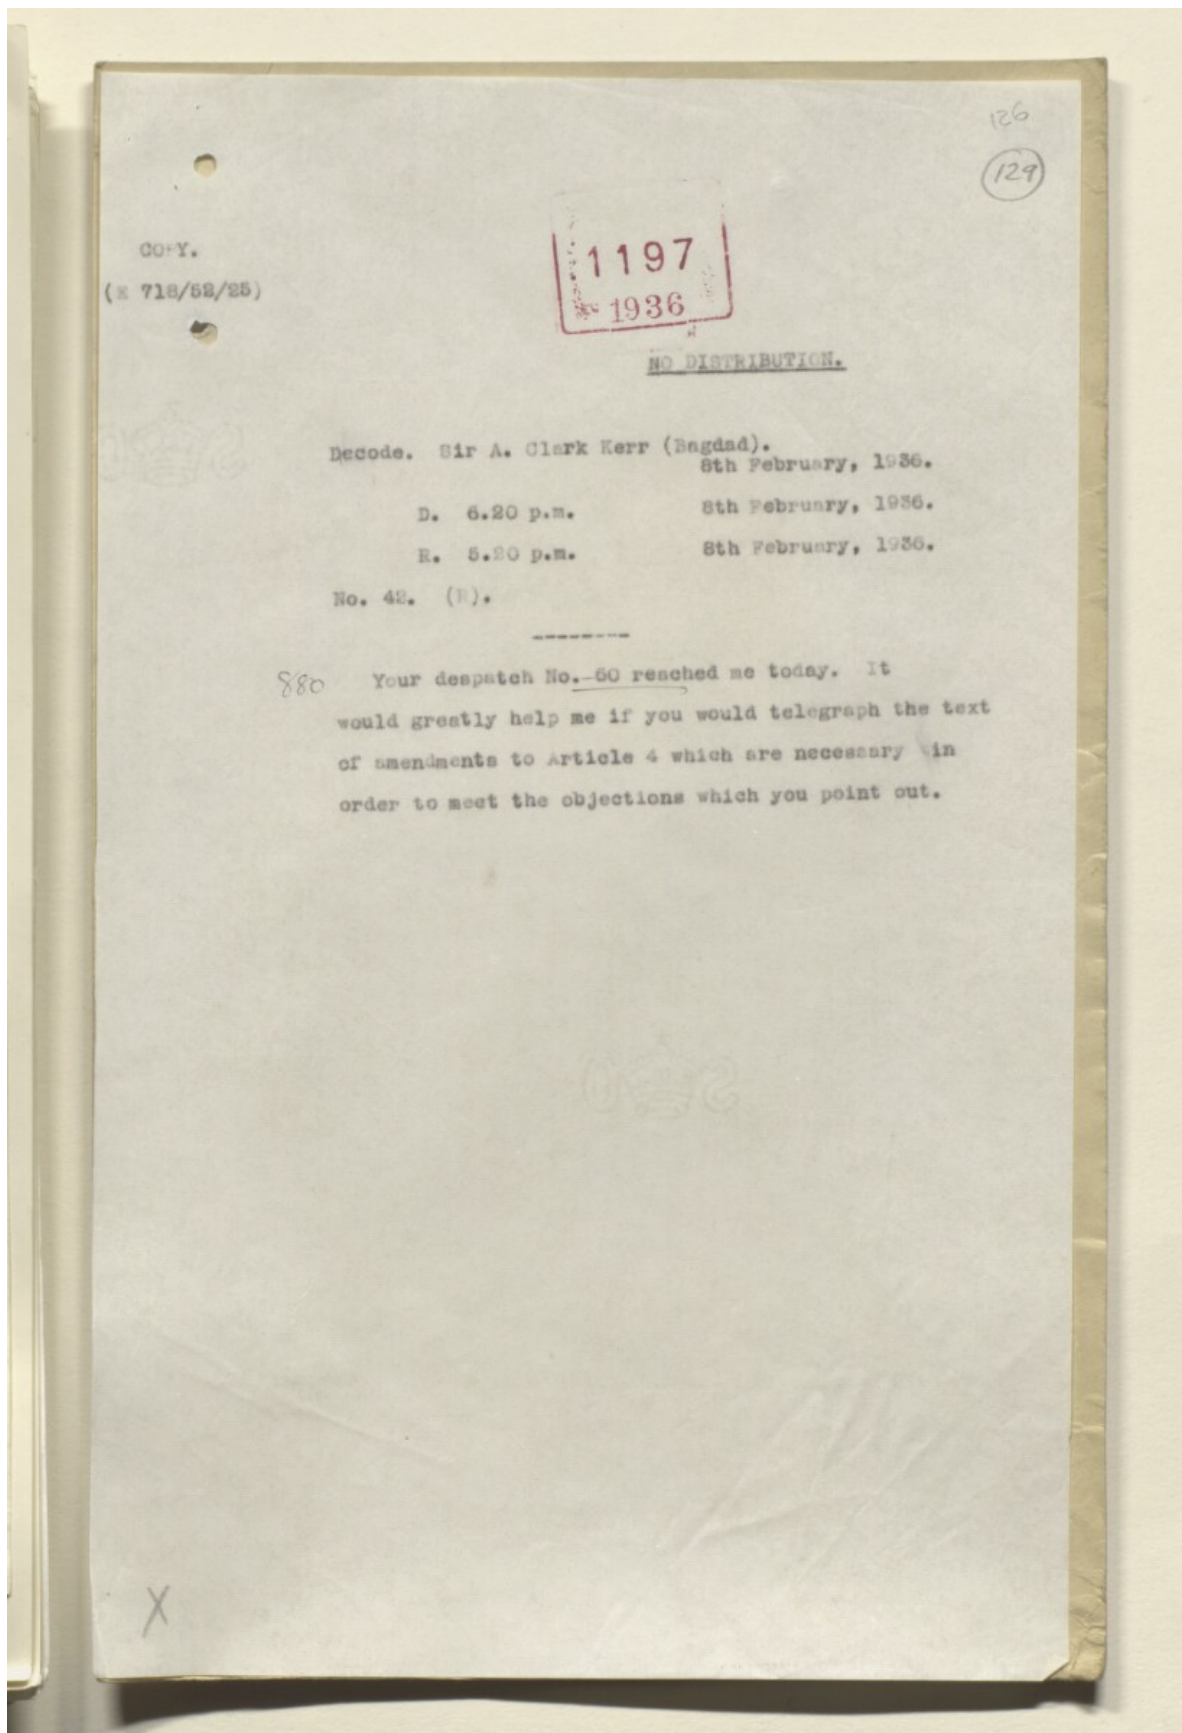 126
129
COPY.
(E 718/52/25)
1197
1936
NO DISTRIBUTION.
Decode. Sir A. Clark Kerr (Bagdad).
8th February, 1936.
D. 6.20 p.m. 8th February, 1936.
R. 5.20 p.m. 8th February, 1936.
No. 42. (R).
---------
880 Your despatch No. 60 reached me today. It
would greatly help me if you would telegraph the text
of amendments to Article 4 which are necessary in
order to meet the objections which you point out.
X